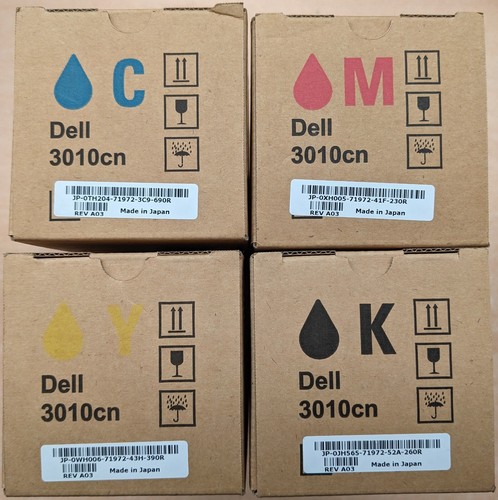 C
Dell
3010cn
JP-0TH204-71972-3C9-690R
REV A03 Made in Japan
M
Dell
3010cn
JP-0XH005-71972-41F-230R
REV A03 Made in Japan
Y
Dell
3010cn
JP-0WH006-71972-43H-390R
REV A03 Made in Japan
K
Dell
3010cn
JP-0JH565-71972-52A-260R
REV A03 Made in Japan